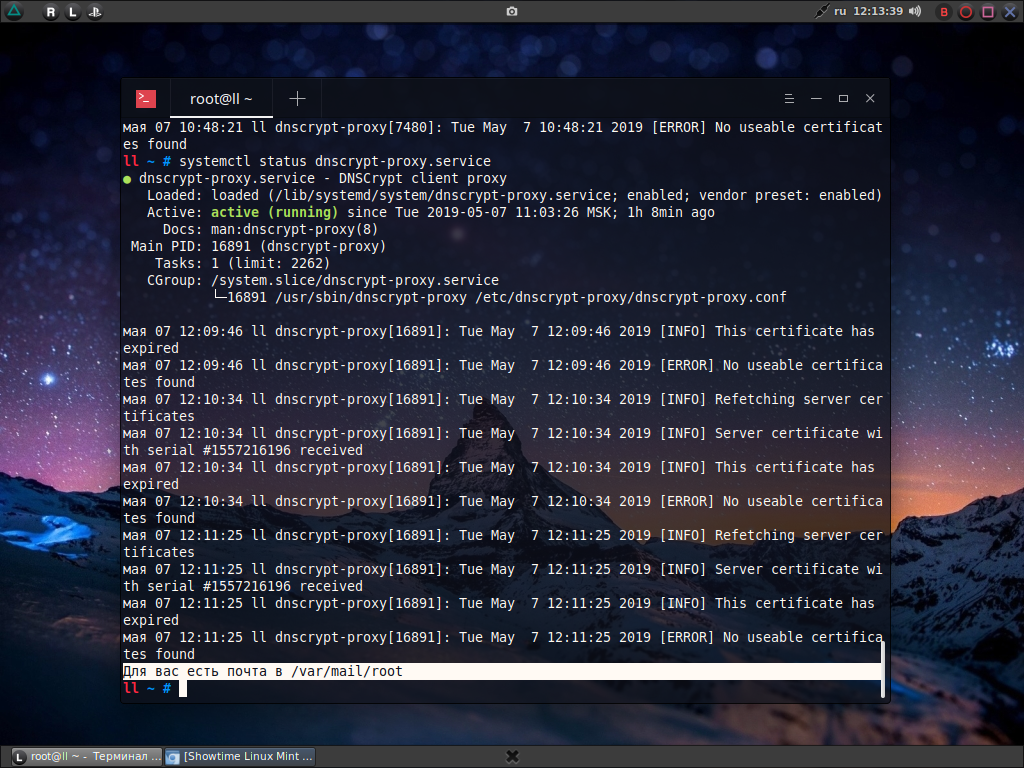 R L ru 12:13:39 B
root@ll ~
мая 07 10:48:21 ll dnscrypt-proxy[7480]: Tue May  7 10:48:21 2019 [ERROR] No useable certificat
es found
ll ~ # systemctl status dnscrypt-proxy.service
● dnscrypt-proxy.service - DNSCrypt client proxy
   Loaded: loaded (/lib/systemd/system/dnscrypt-proxy.service; enabled; vendor preset: enabled)
   Active: active (running) since Tue 2019-05-07 11:03:26 MSK; 1h 8min ago
     Docs: man:dnscrypt-proxy(8)
 Main PID: 16891 (dnscrypt-proxy)
    Tasks: 1 (limit: 2262)
   CGroup: /system.slice/dnscrypt-proxy.service
           └─16891 /usr/sbin/dnscrypt-proxy /etc/dnscrypt-proxy/dnscrypt-proxy.conf
мая 07 12:09:46 ll dnscrypt-proxy[16891]: Tue May  7 12:09:46 2019 [INFO] This certificate has
expired
мая 07 12:09:46 ll dnscrypt-proxy[16891]: Tue May  7 12:09:46 2019 [ERROR] No useable certifica
tes found
мая 07 12:10:34 ll dnscrypt-proxy[16891]: Tue May  7 12:10:34 2019 [INFO] Refetching server cer
tificates
мая 07 12:10:34 ll dnscrypt-proxy[16891]: Tue May  7 12:10:34 2019 [INFO] Server certificate wi
th serial #1557216196 received
мая 07 12:10:34 ll dnscrypt-proxy[16891]: Tue May  7 12:10:34 2019 [INFO] This certificate has
expired
мая 07 12:10:34 ll dnscrypt-proxy[16891]: Tue May  7 12:10:34 2019 [ERROR] No useable certifica
tes found
мая 07 12:11:25 ll dnscrypt-proxy[16891]: Tue May  7 12:11:25 2019 [INFO] Refetching server cer
tificates
мая 07 12:11:25 ll dnscrypt-proxy[16891]: Tue May  7 12:11:25 2019 [INFO] Server certificate wi
th serial #1557216196 received
мая 07 12:11:25 ll dnscrypt-proxy[16891]: Tue May  7 12:11:25 2019 [INFO] This certificate has
expired
мая 07 12:11:25 ll dnscrypt-proxy[16891]: Tue May  7 12:11:25 2019 [ERROR] No useable certifica
tes found
Для вас есть почта в /var/mail/root
ll ~ #
L root@ll ~ - Терминал ... [Showtime Linux Mint ...